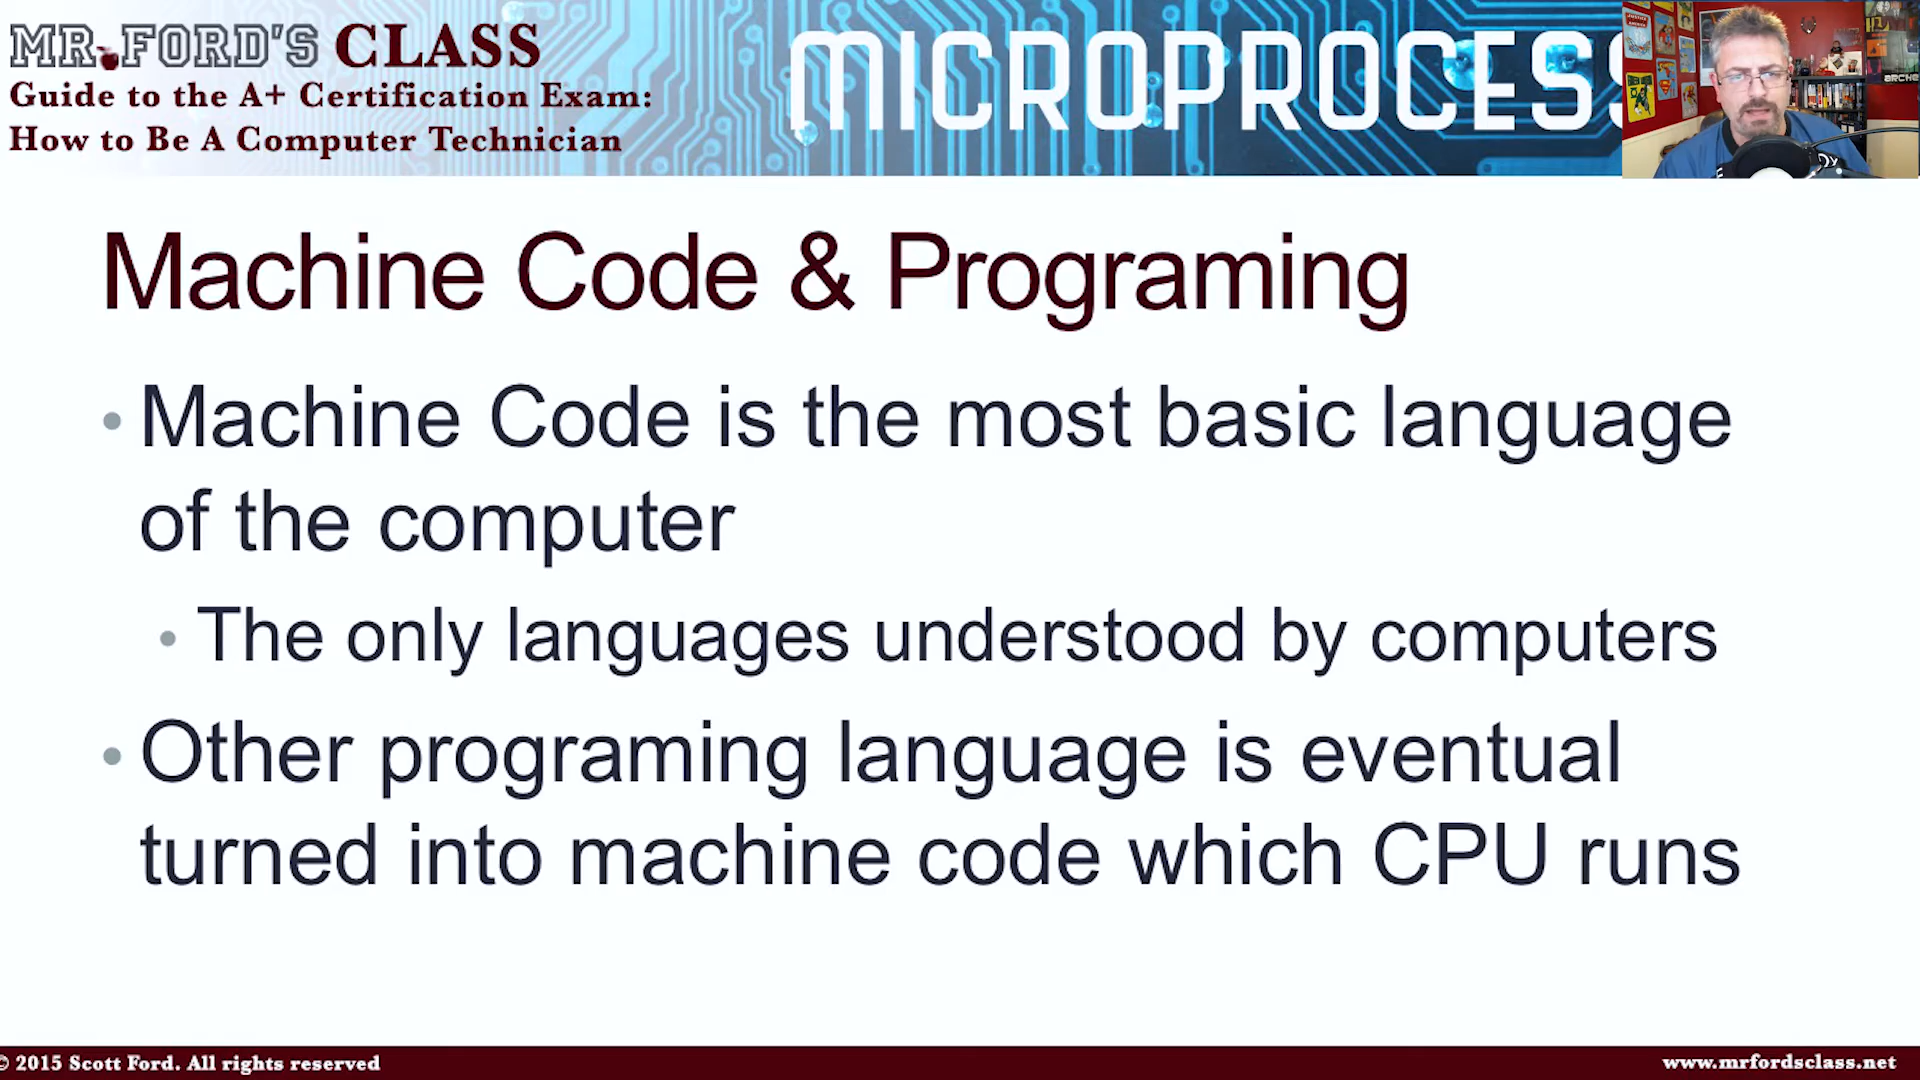 MR. FORD'S CLASS
Guide to the A+ Certification Exam:
How to Be A Computer Technician
MICROPROCESS
ARCHE
Machine Code & Programing
• Machine Code is the most basic language
of the computer
• The only languages understood by computers
• Other programing language is eventual
turned into machine code which CPU runs
© 2015 Scott Ford. All rights reserved
www.mrfordsclass.net